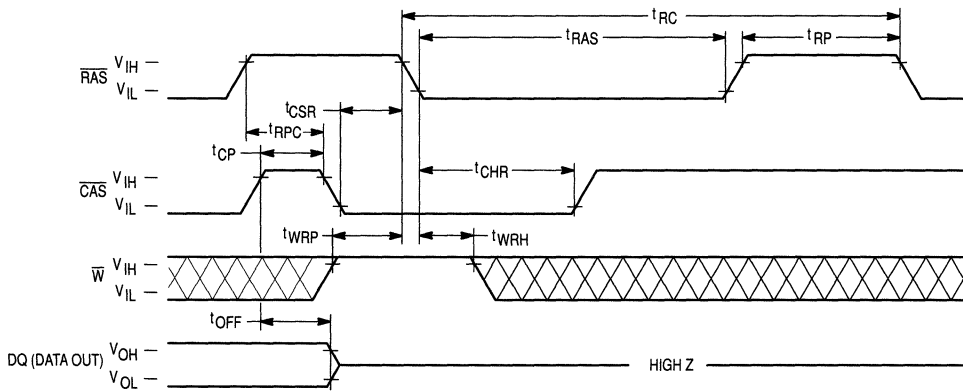 tRC
tRAS
tRP
RAS VIH
VIL
tCSR
tRPC
tCP
tCHR
CAS VIH
VIL
tWRP
tWRH
W VIH
VIL
tOFF
DQ (DATA OUT) VOH
VOL
HIGH Z